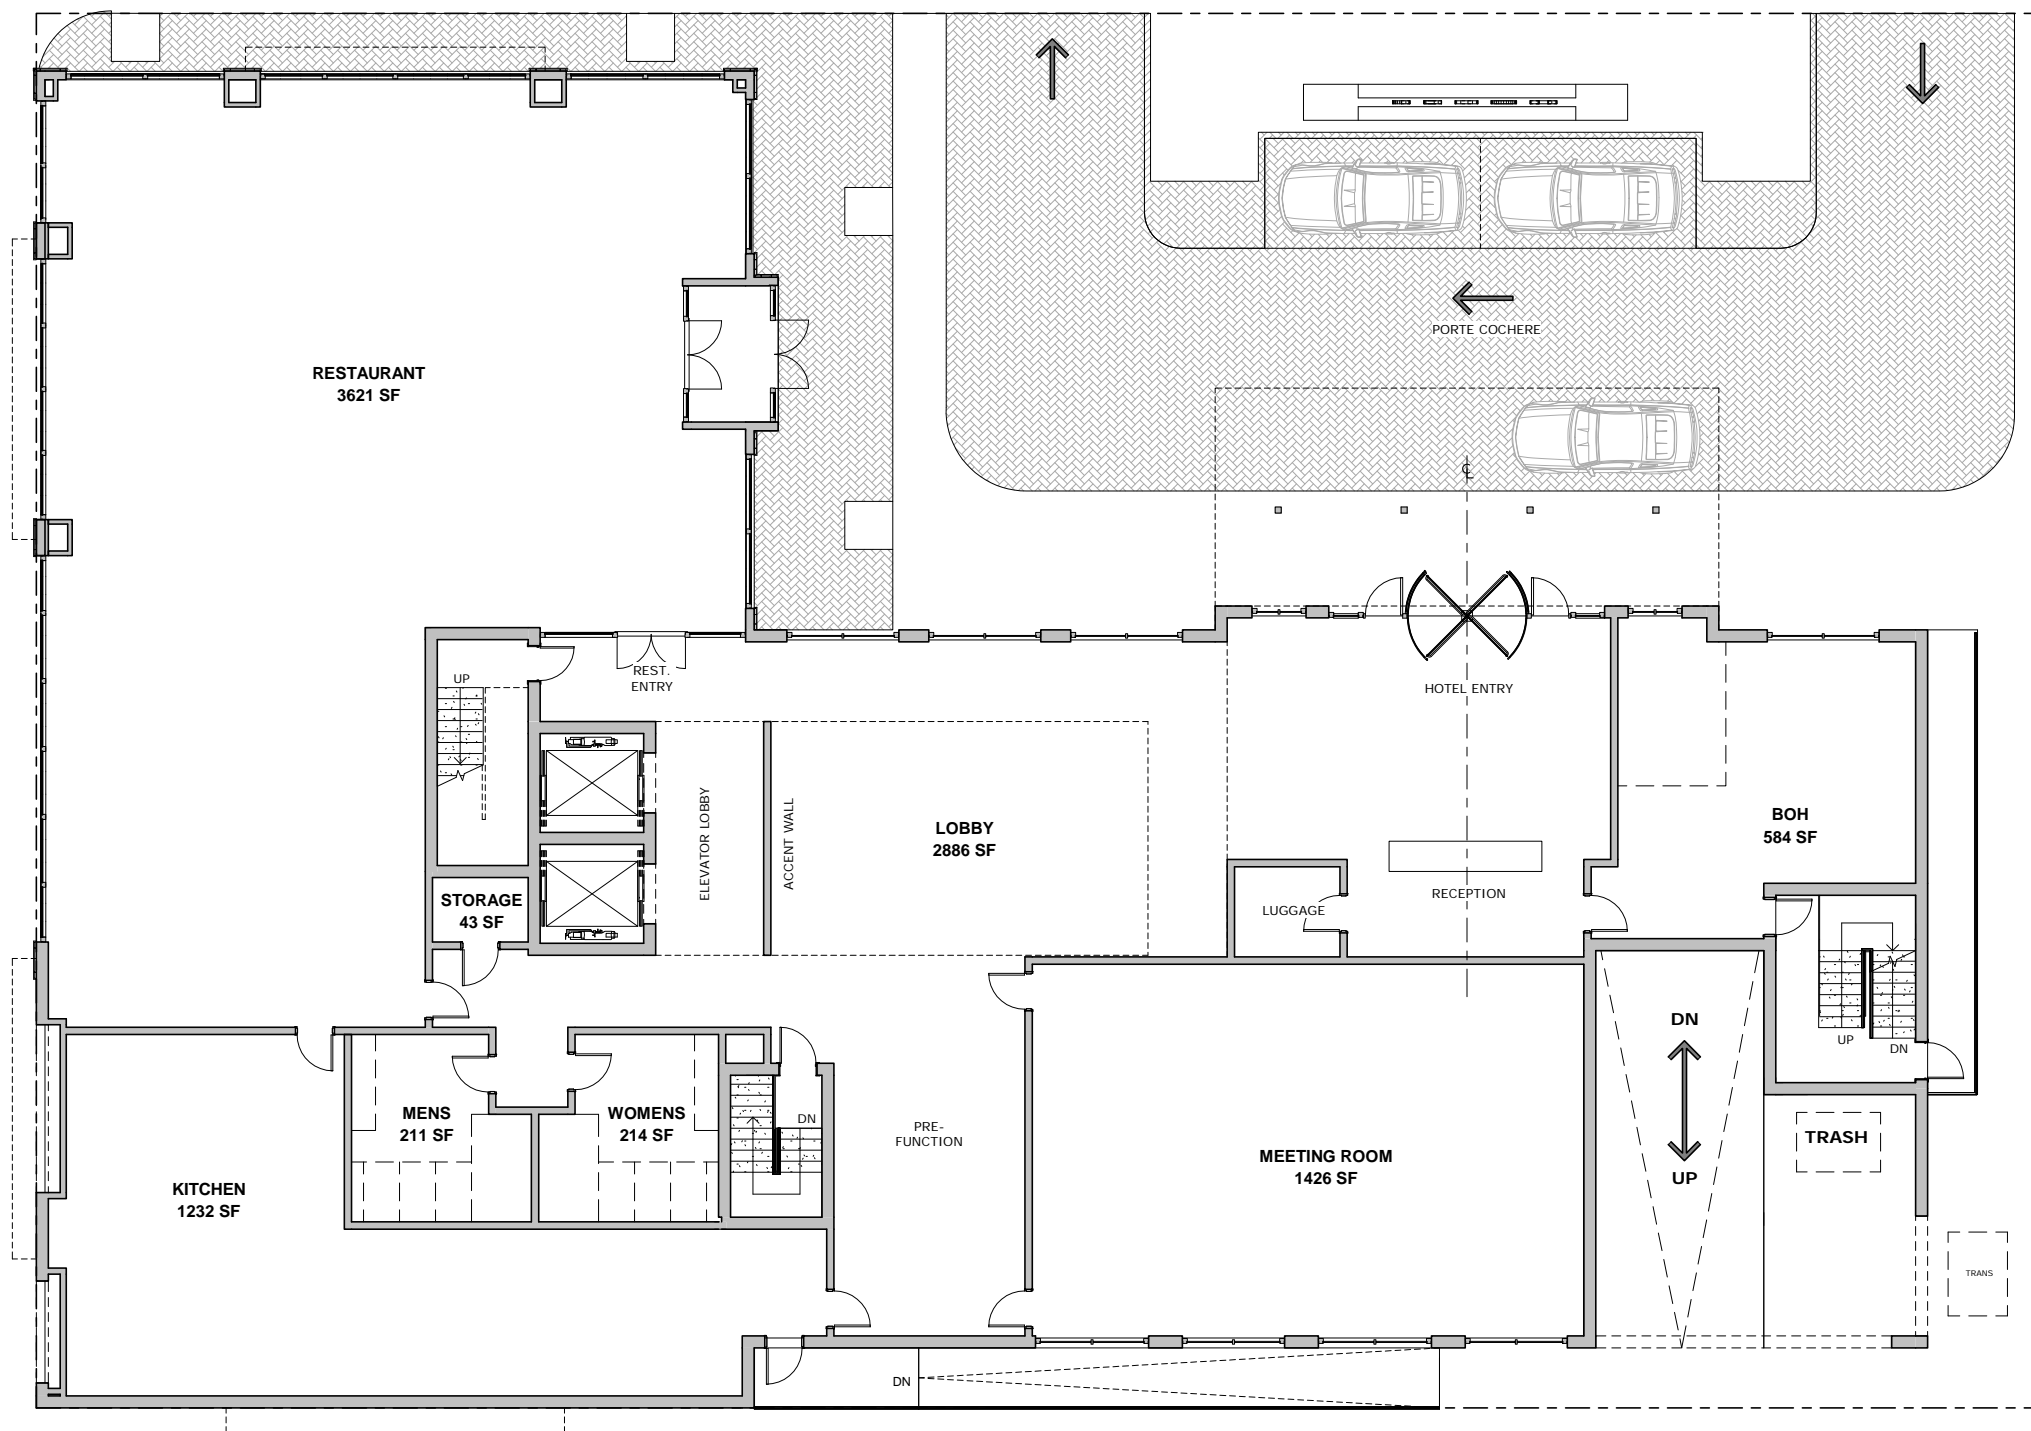 PORTE COCHERE
RESTAURANT
3621 SF
℄
UP
REST.
ENTRY
HOTEL ENTRY
ELEVATOR LOBBY
ACCENT WALL
LOBBY
2886 SF
BOH
584 SF
STORAGE
43 SF
LUGGAGE
RECEPTION
DN
UP
UP
DN
MENS
211 SF
WOMENS
214 SF
DN
PRE-
FUNCTION
TRASH
MEETING ROOM
1426 SF
KITCHEN
1232 SF
TRANS
DN